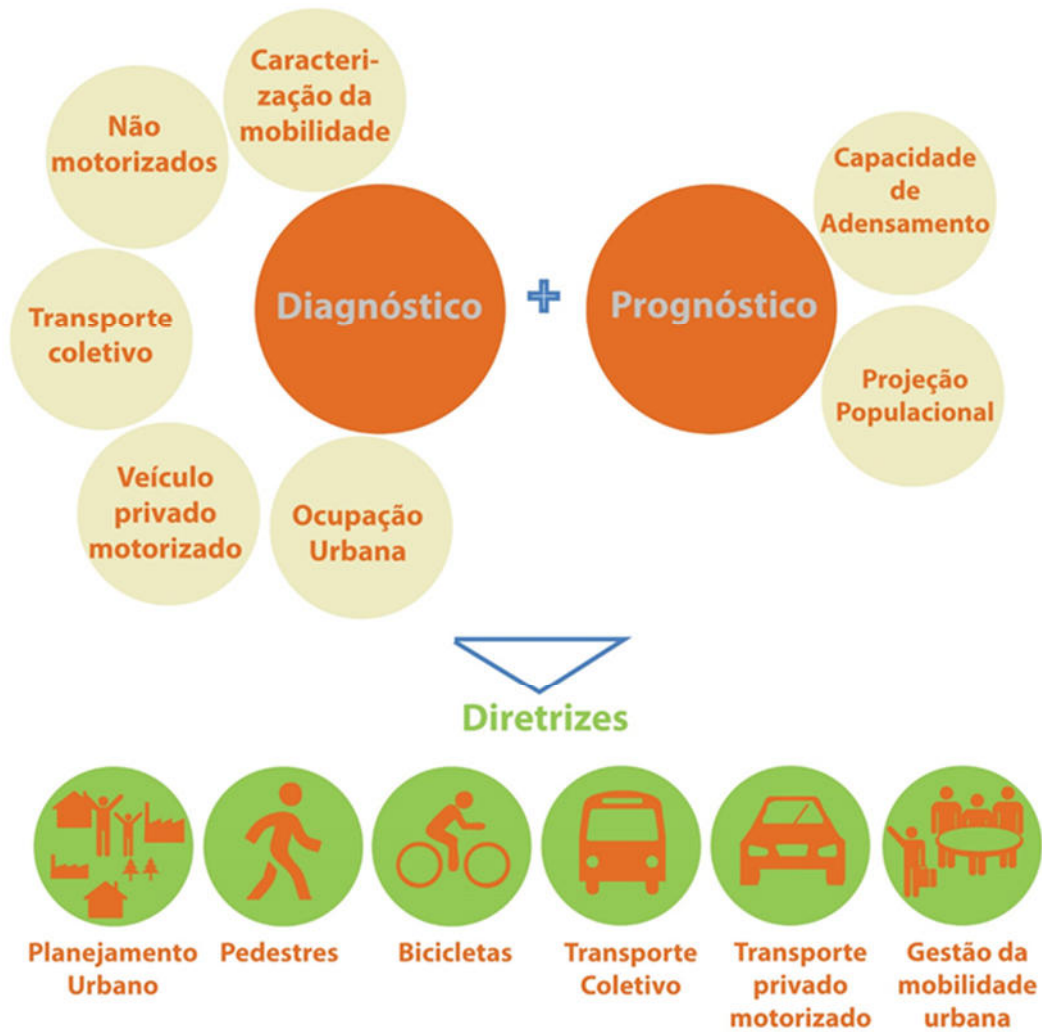 Caracteri-
zação da
mobilidade
Não
motorizados
Transporte
coletivo
Veículo
privado
motorizado
Ocupação
Urbana
Diagnóstico
+
Prognóstico
Capacidade
de
Adensamento
Projeção
Populacional
Diretrizes
Planejamento
Urbano
Pedestres
Bicicletas
Transporte
Coletivo
Transporte
privado
motorizado
Gestão da
mobilidade
urbana